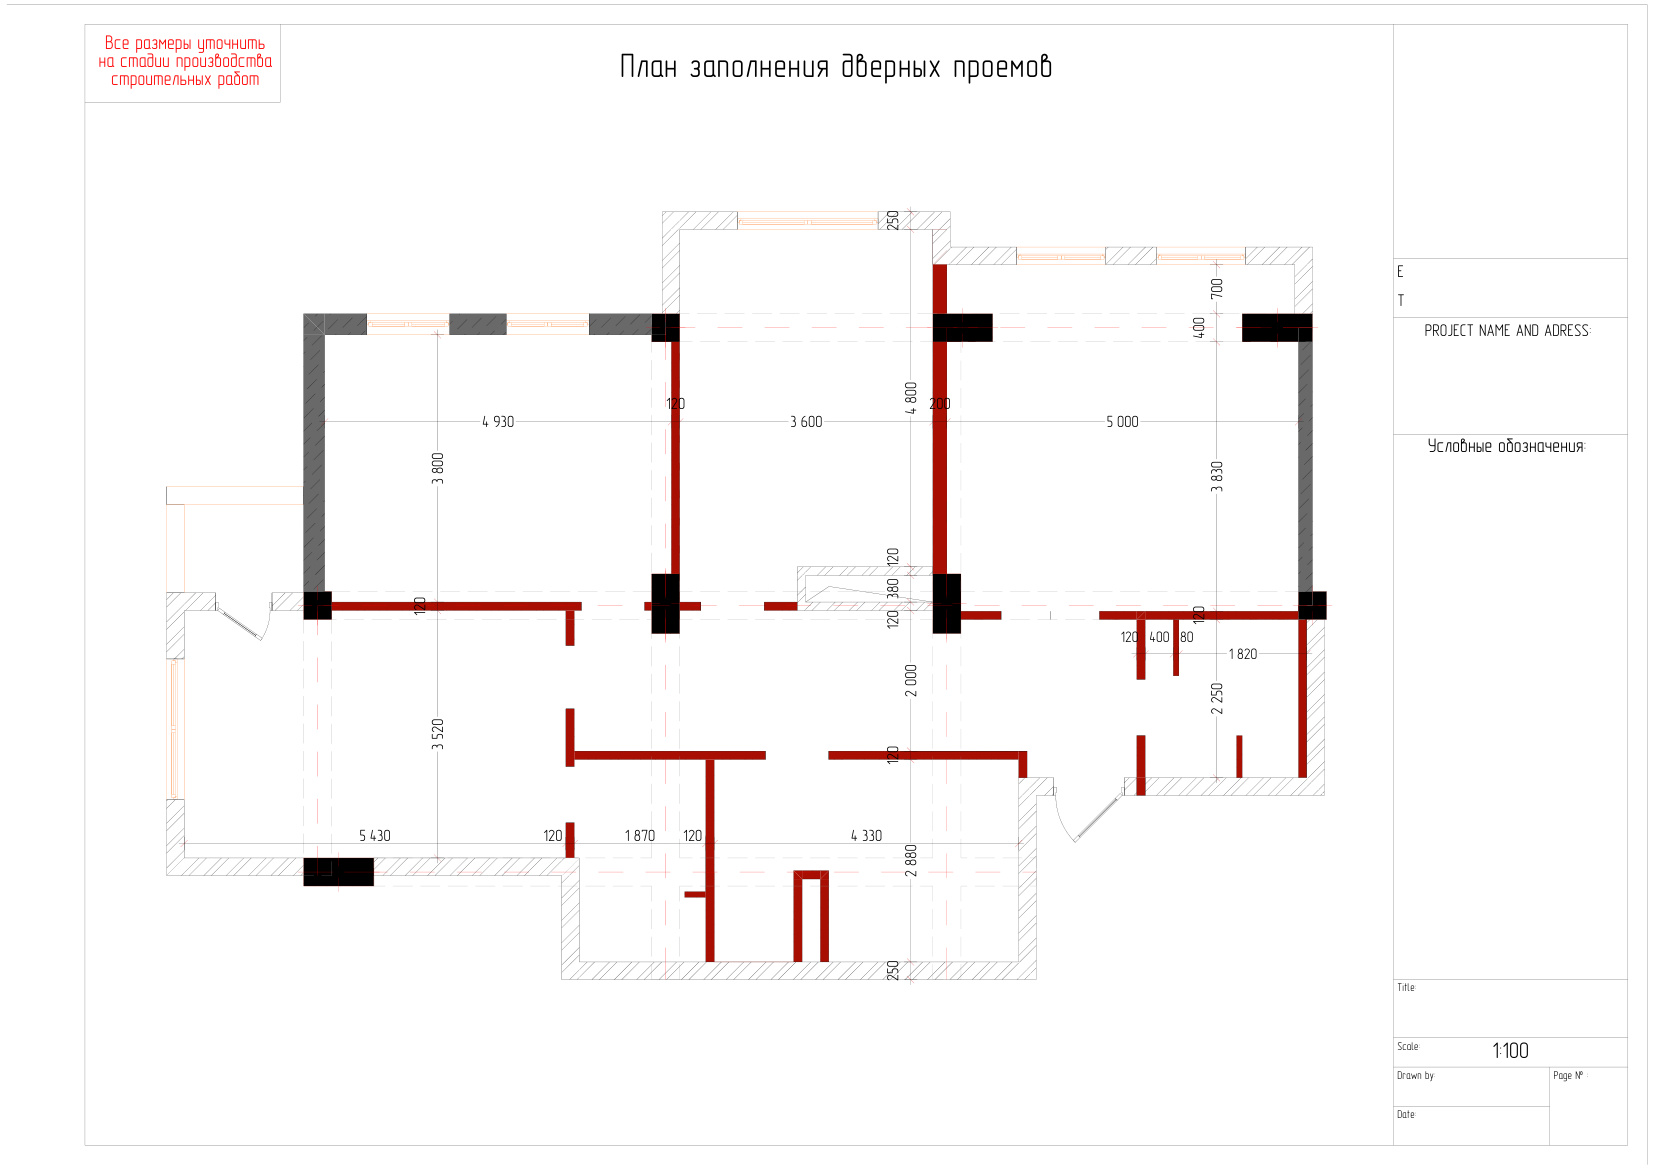 Все размеры уточнить
на стадии производства
строительных работ
План заполнения дверных проемов
250
700
400
120
200
4 800
4 930
3 600
5 000
3 800
3 830
120
380
120
120
120
120 400 80
1 820
2 000
2 250
3 520
120
5 430
120
1 870
120
4 330
2 880
250
E
T
PROJECT NAME AND ADRESS:
Условные обозначения:
Title:
Scale:
1:100
Drawn by:
Page № :
Date: